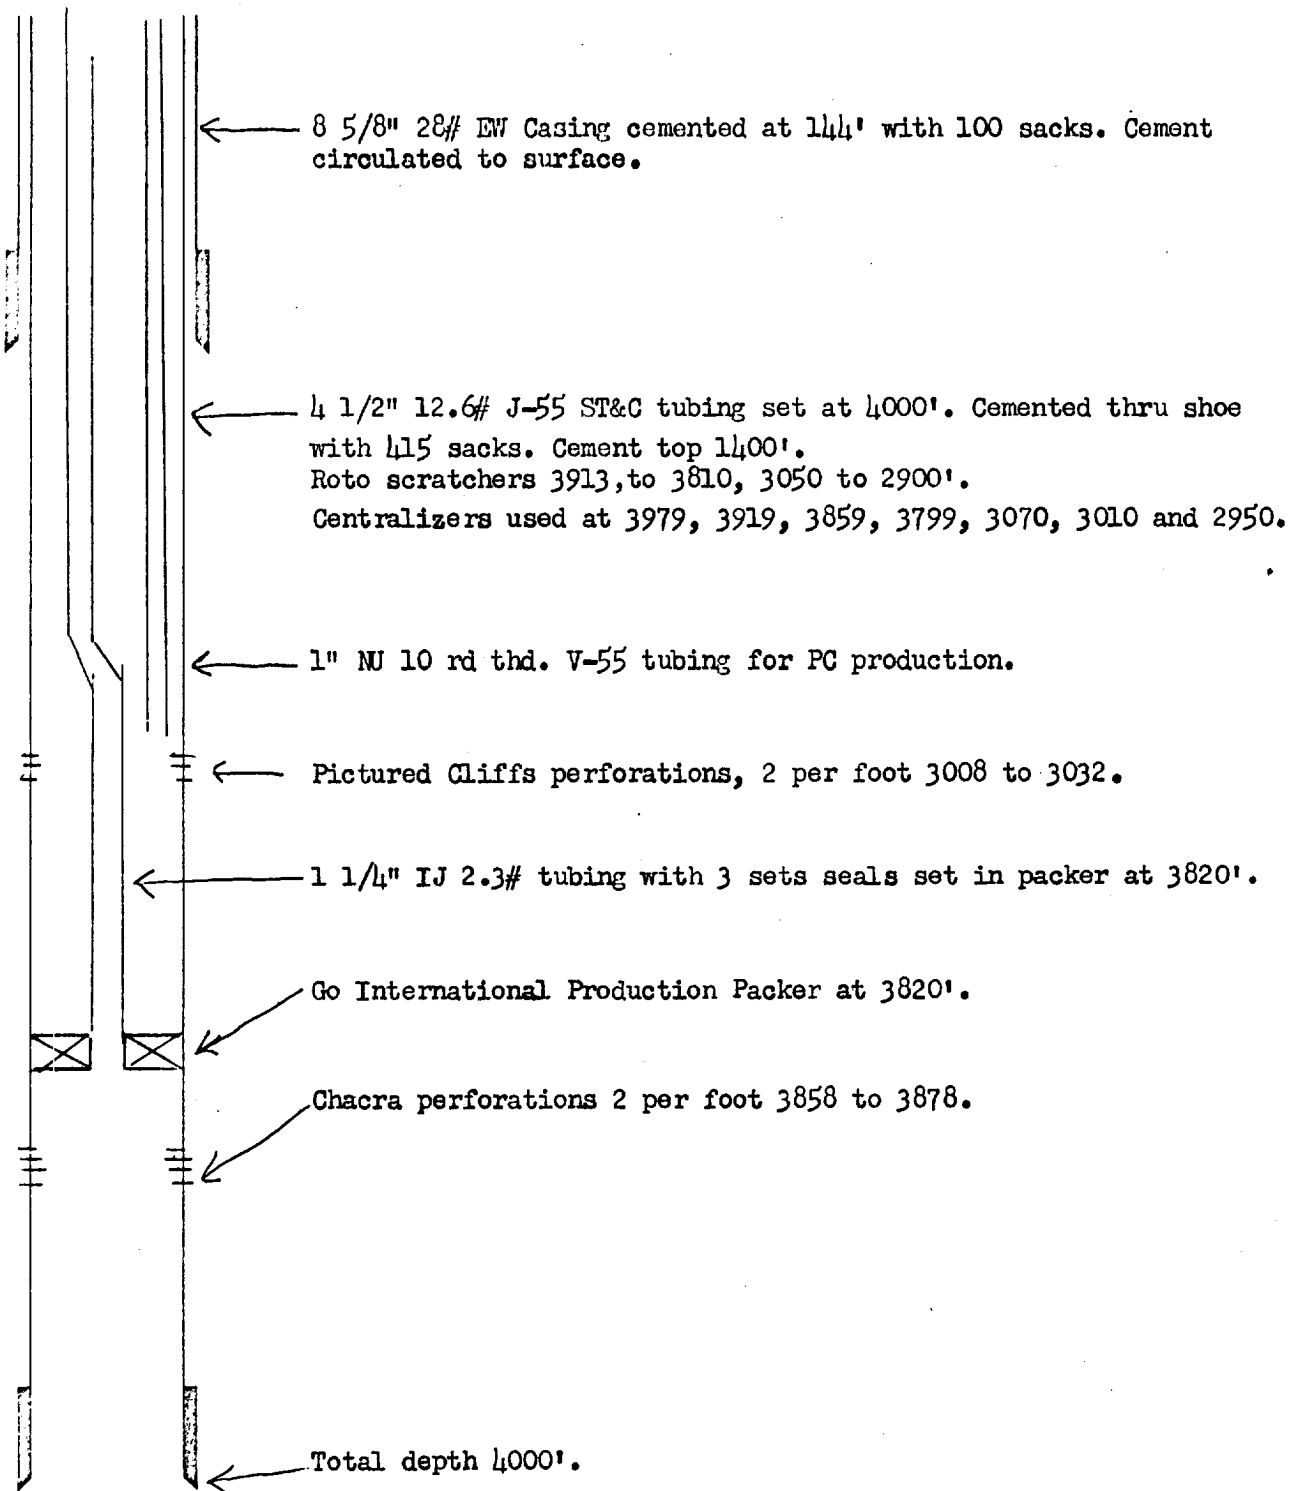 8 5/8" 28# EW Casing cemented at 144' with 100 sacks. Cement
circulated to surface.
4 1/2" 12.6# J-55 ST&C tubing set at 4000'. Cemented thru shoe
with 415 sacks. Cement top 1400'.
Roto scratchers 3913,to 3810, 3050 to 2900'.
Centralizers used at 3979, 3919, 3859, 3799, 3070, 3010 and 2950.
1" NU 10 rd thd. V-55 tubing for PC production.
Pictured Cliffs perforations, 2 per foot 3008 to 3032.
1 1/4" IJ 2.3# tubing with 3 sets seals set in packer at 3820'.
Go International Production Packer at 3820'.
Chacra perforations 2 per foot 3858 to 3878.
Total depth 4000'.